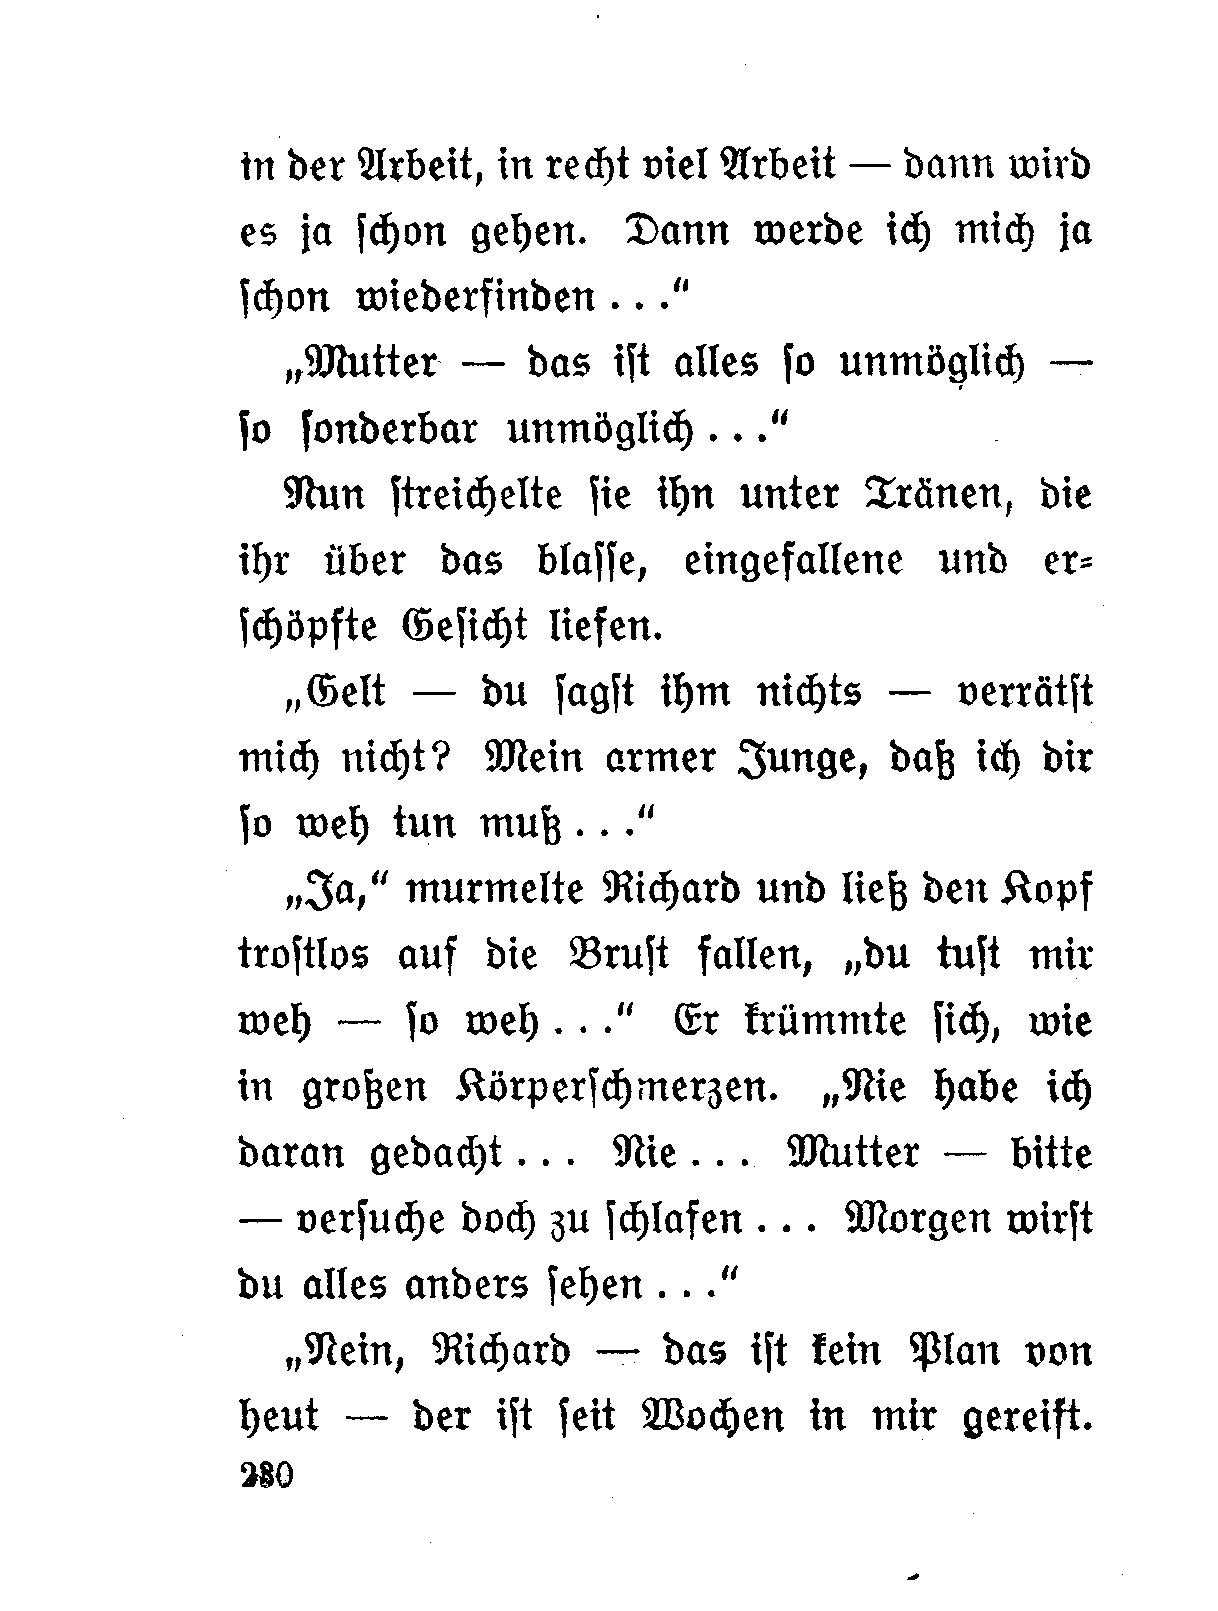 in der Arbeit, in recht viel Arbeit — dann wird
es ja ſchon gehen. Dann werde ich mich ja
ſchon wiederfinden . . .“
„Mutter — das iſt alles ſo unmöglich —
ſo ſonderbar unmöglich . . .“
Nun ſtreichelte ſie ihn unter Tränen, die
ihr über das blaſſe, eingefallene und er⸗
ſchöpfte Geſicht liefen.
„Gelt — du ſagſt ihm nichts — verrätſt
mich nicht? Mein armer Junge, daß ich dir
ſo weh tun muß . . .“
„Ja,“ murmelte Richard und ließ den Kopf
troſtlos auf die Bruſt fallen, „du tuſt mir
weh — ſo weh . . .“ Er krümmte ſich, wie
in großen Körperſchmerzen. „Nie habe ich
daran gedacht . . . Nie . . . Mutter — bitte
— verſuche doch zu ſchlafen . . . Morgen wirſt
du alles anders ſehen . . .“
„Nein, Richard — das iſt kein Plan von
heut — der iſt ſeit Wochen in mir gereift.
280